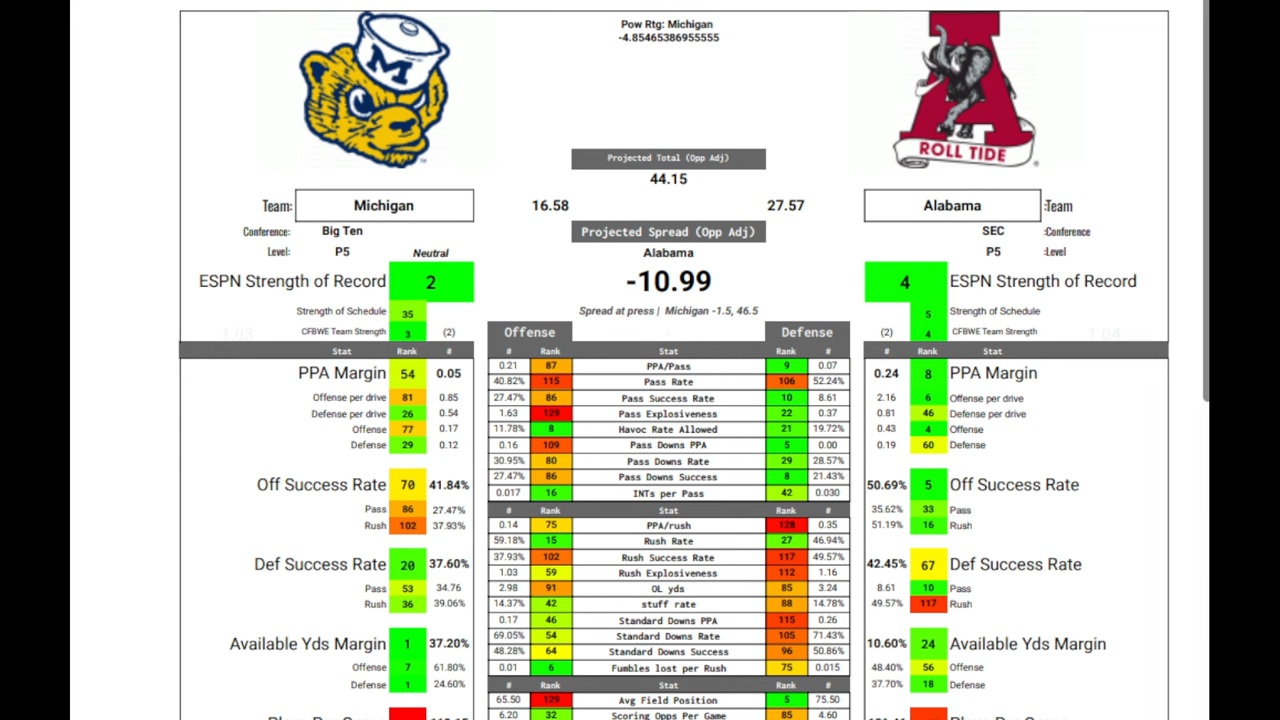 Pow Rtg: Michigan
-4.85465386955555
M
ROLL TIDE
Projected Total (Opp Adj)
44.15
Team: Michigan 16.58 27.57 Alabama :Team
Conference: Big Ten Projected Spread (Opp Adj) SEC :Conference
Level: P5 Neutral Alabama P5 :Level
ESPN Strength of Record 2 -10.99 4 ESPN Strength of Record
Strength of Schedule 35 Spread at press | Michigan -1.5, 46.5 5 Strength of Schedule
1.03 CFBWE Team Strength 3 (2) Offense Defense (2) 4 CFBWE Team Strength 1.04
Stat Rank # # Rank Stat Rank # # Rank Stat
PPA Margin 54 0.05
Offense per drive 81 0.85
Defense per drive 26 0.54
Offense 77 0.17
Defense 29 0.12
Off Success Rate 70 41.84%
Pass 86 27.47%
Rush 102 37.93%
Def Success Rate 20 37.60%
Pass 53 34.76
Rush 36 39.06%
Available Yds Margin 1 37.20%
Offense 7 61.80%
Defense 1 24.60%
0.21 87 PPA/Pass 9 0.07
40.82% 115 Pass Rate 106 52.24%
27.47% 86 Pass Success Rate 10 8.61
1.63 129 Pass Explosiveness 22 0.37
11.78% 8 Havoc Rate Allowed 21 19.72%
0.16 109 Pass Downs PPA 5 0.00
30.95% 80 Pass Downs Rate 29 28.57%
27.47% 86 Pass Downs Success 8 21.43%
0.017 16 INTs per Pass 42 0.030
# Rank Stat Rank #
0.14 75 PPA/rush 128 0.35
59.18% 15 Rush Rate 27 46.94%
37.93% 102 Rush Success Rate 117 49.57%
1.03 59 Rush Explosiveness 112 1.16
2.98 91 OL yds 85 3.24
14.37% 42 stuff rate 88 14.78%
0.17 46 Standard Downs PPA 115 0.26
69.05% 54 Standard Downs Rate 105 71.43%
48.28% 64 Standard Downs Success 96 50.86%
0.01 6 Fumbles lost per Rush 75 0.015
# Rank Stat Rank #
65.50 129 Avg Field Position 5 75.50
6.20 32 Scoring Opps Per Game 85 4.60
0.24 8 PPA Margin
2.16 6 Offense per drive
0.81 46 Defense per drive
0.43 4 Offense
0.19 60 Defense
50.69% 5 Off Success Rate
35.62% 33 Pass
51.19% 16 Rush
42.45% 67 Def Success Rate
8.61 10 Pass
49.57% 117 Rush
10.60% 24 Available Yds Margin
48.40% 56 Offense
37.70% 18 Defense